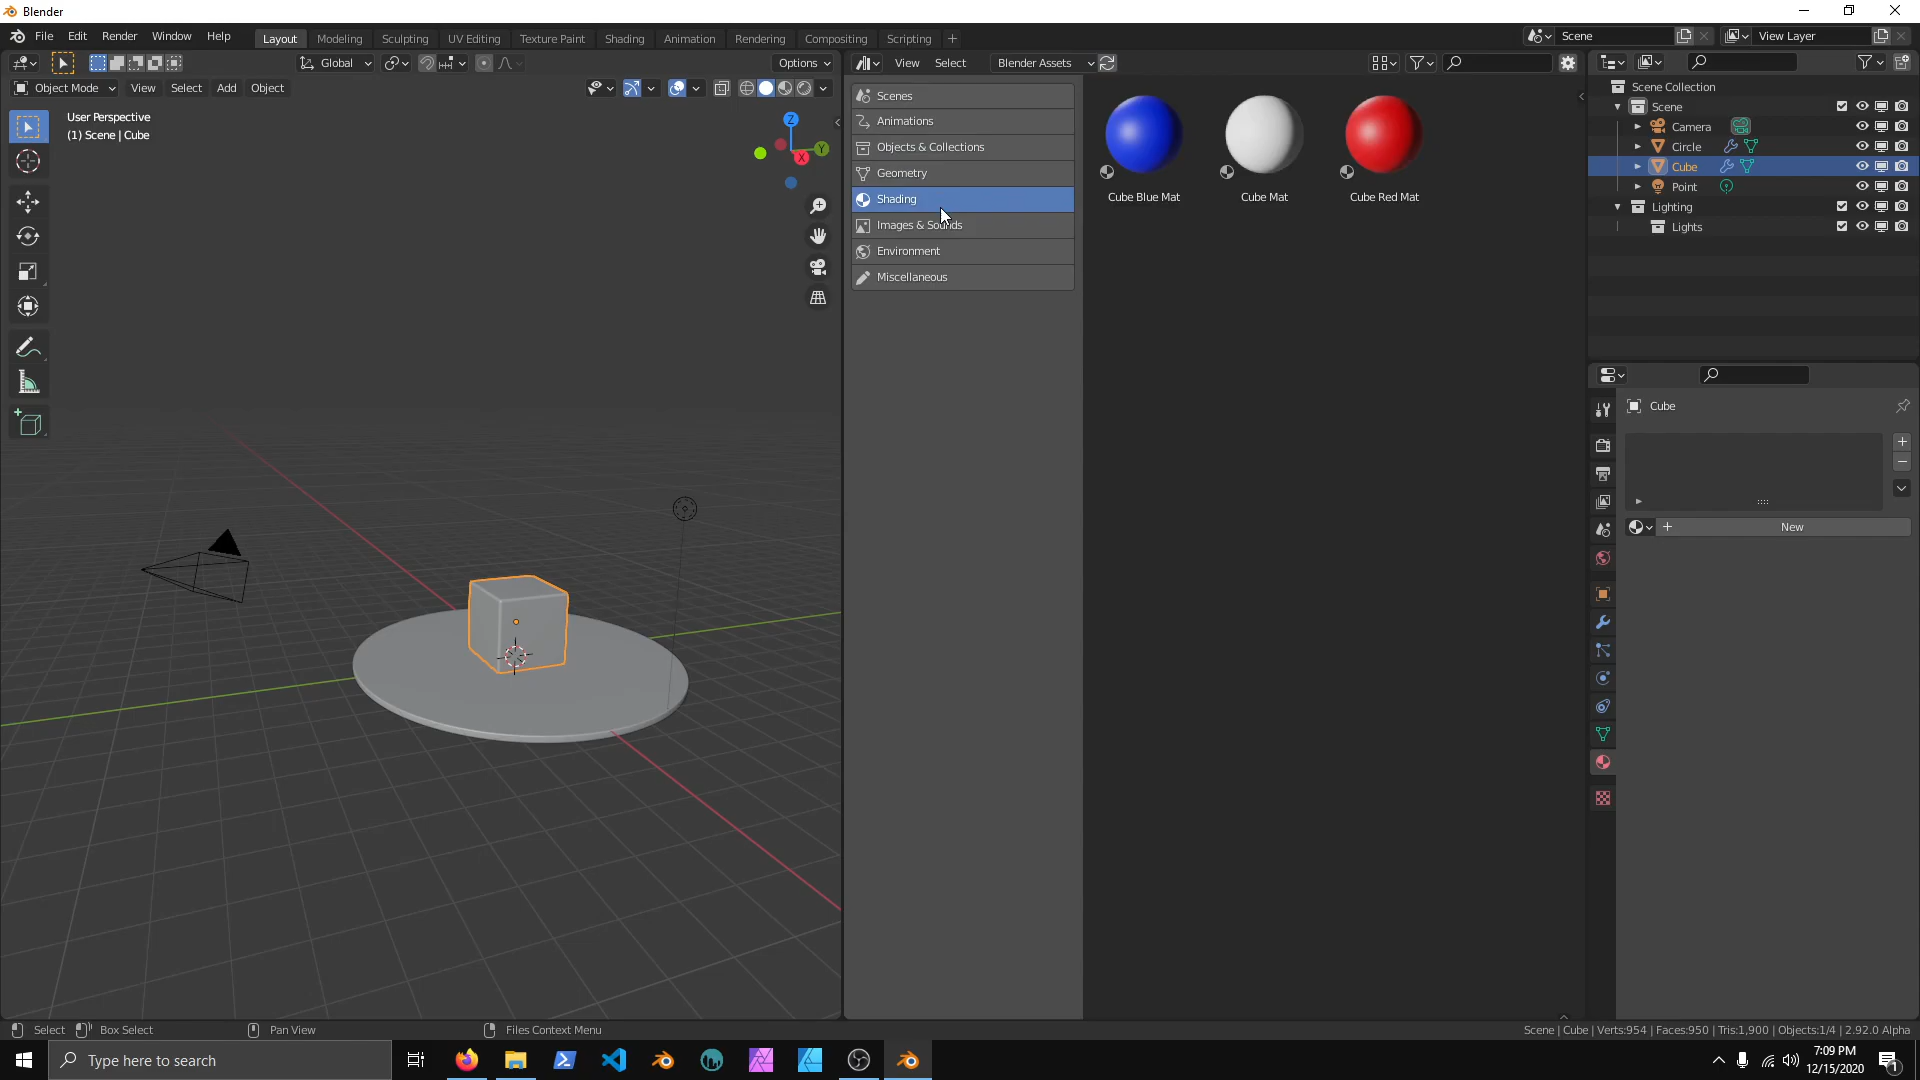 Blender
File Edit Render Window Help Layout Modeling Sculpting UV Editing Texture Paint Shading Animation Rendering Compositing Scripting + Scene View Layer
Global Options View Select Blender Assets
Object Mode View Select Add Object
User Perspective
(1) Scene | Cube
Z
Y
X
Scenes
Animations
Objects & Collections
Geometry
Shading
Images & Sounds
Environment
Miscellaneous
Cube Blue Mat Cube Mat Cube Red Mat
Scene Collection
Scene
Camera
Circle
Cube
Point
Lighting
Lights
Cube
+ New
Select Box Select Pan View Files Context Menu Scene | Cube | Verts:954 | Faces:950 | Tris:1,900 | Objects:1/4 | 2.92.0 Alpha
Type here to search
7:09 PM
12/15/2020
1